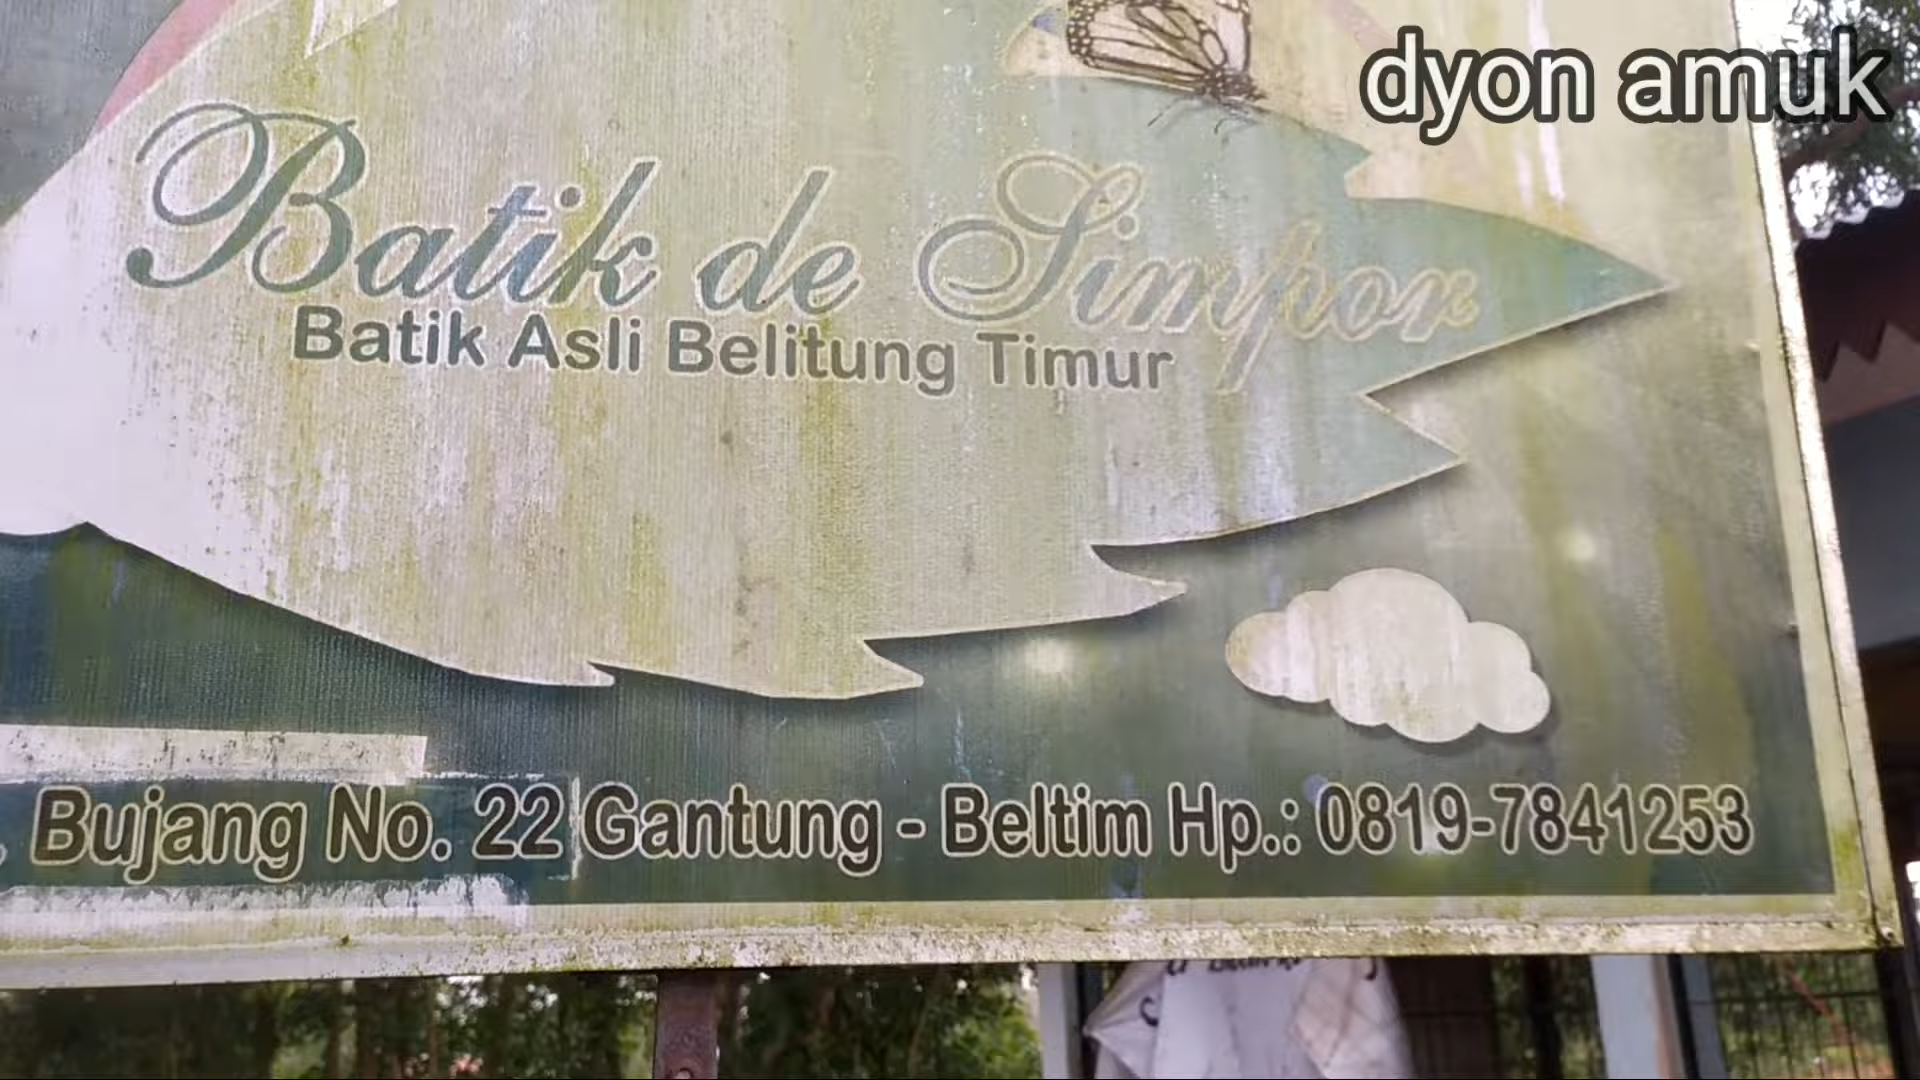 dyon amuk
Batik de Simpor
Batik Asli Belitung Timur
Bujang No. 22 Gantung - Beltim Hp.: 0819-7841253